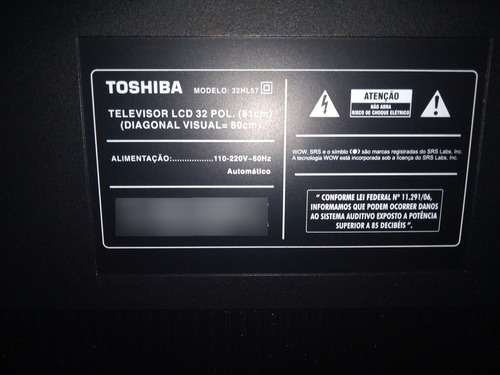 TOSHIBA MODELO: 32HL57
TELEVISOR LCD 32 POL. (81cm)
(DIAGONAL VISUAL= 80cm)
ALIMENTAÇÃO:.................110-220V~60Hz
Automático
ATENÇÃO
NÃO ABRA
RISCO DE CHOQUE ELÉTRICO
WOW, SRS e o símblo (●) são marcas registradas do SRS Labs, Inc.
A tecnologia WOW está incorporada sob a licença do SRS Labs, Inc.
" CONFORME LEI FEDERAL Nº 11.291/06,
INFORMAMOS QUE PODEM OCORRER DANOS
AO SISTEMA AUDITIVO EXPOSTO A POTÊNCIA
SUPERIOR A 85 DECIBÉIS".